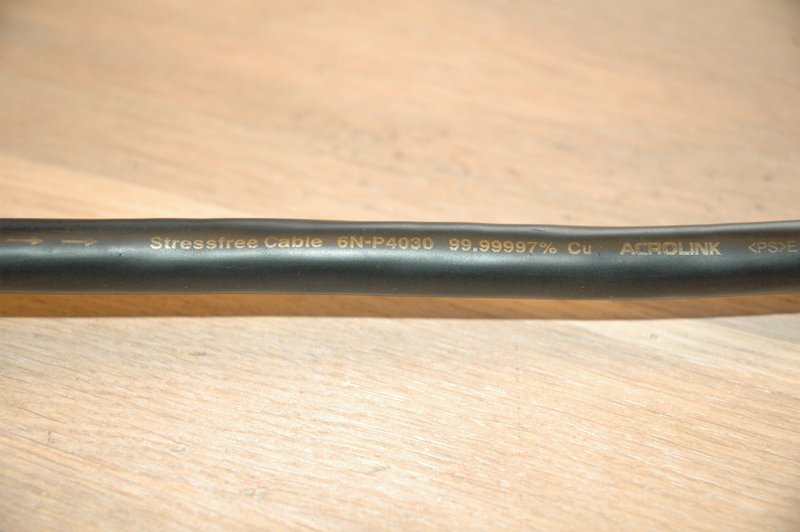 → → Stressfree Cable 6N-P4030 99.99997% Cu ACROLINK <PS>E